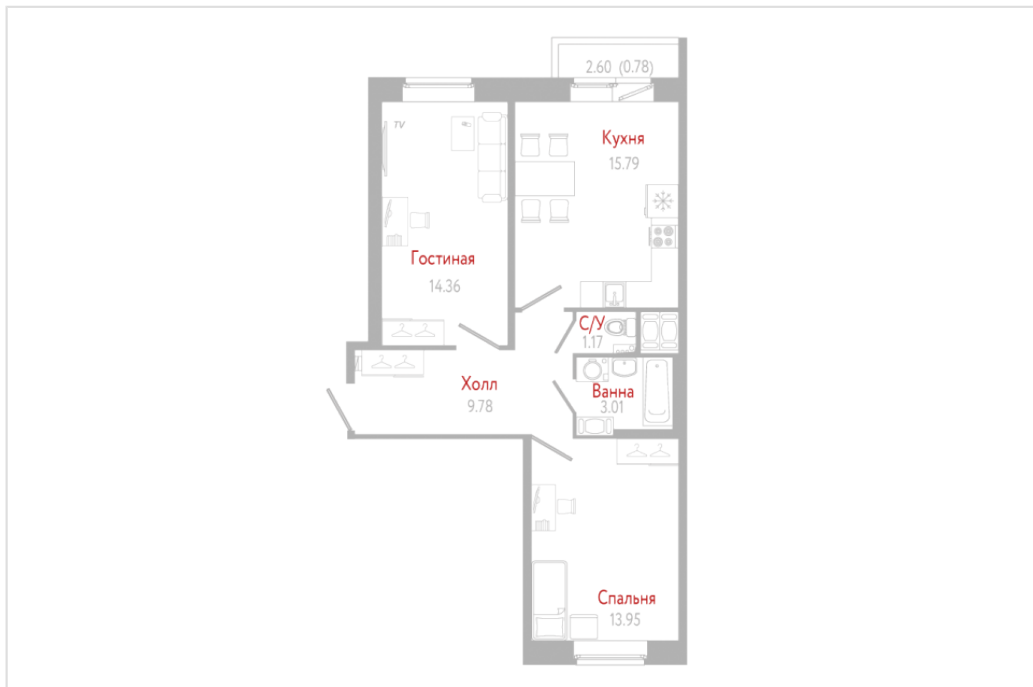 2.60 (0.78)
TV
Кухня
15.79
Гостиная
14.36
С/У
1.17
Холл
9.78
Ванна
3.01
Спальня
13.95